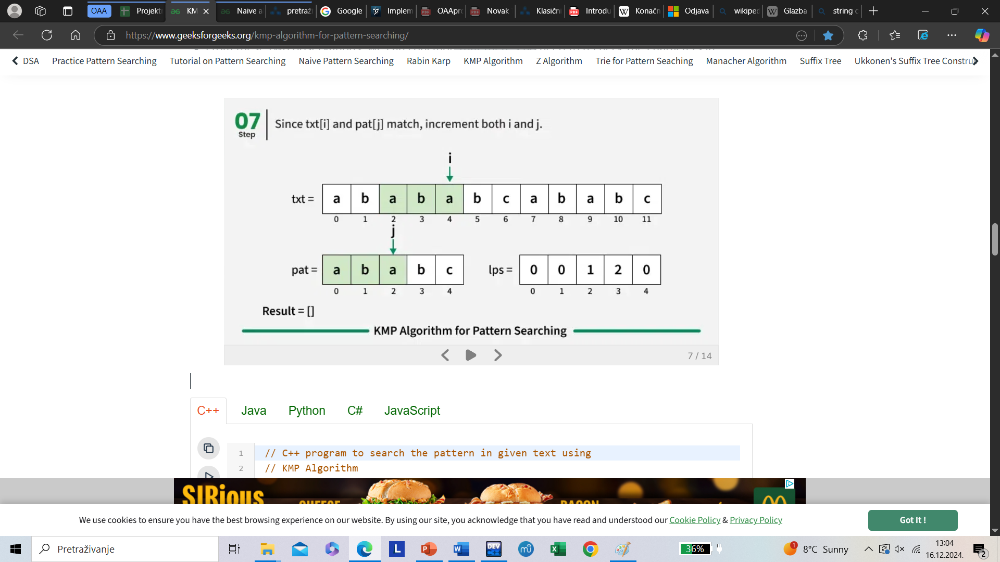 OAA Projekt KM Naive a pretraži Google Implem OAApr Novak Klasičn Introdu Konačn Odjava wikiped Glazba string c
https://www.geeksforgeeks.org/kmp-algorithm-for-pattern-searching/
DSA Practice Pattern Searching Tutorial on Pattern Searching Naive Pattern Searching Rabin Karp KMP Algorithm Z Algorithm Trie for Pattern Seaching Manacher Algorithm Suffix Tree Ukkonen's Suffix Tree Constru
07
Step
Since txt[i] and pat[j] match, increment both i and j.
i
txt = a b a b a b c a b a b c
0 1 2 3 4 5 6 7 8 9 10 11
j
pat = a b a b c lps = 0 0 1 2 0
0 1 2 3 4 0 1 2 3 4
Result = []
KMP Algorithm for Pattern Searching
7 / 14
C++ Java Python C# JavaScript
1 // C++ program to search the pattern in given text using
2 // KMP Algorithm
SIRious
CHEESE BACON
We use cookies to ensure you have the best browsing experience on our website. By using our site, you acknowledge that you have read and understood our Cookie Policy & Privacy Policy
Got It !
Pretraživanje
L P W DEV C++ mû X 36% 1 8°C Sunny 13:04
16.12.2024. 2